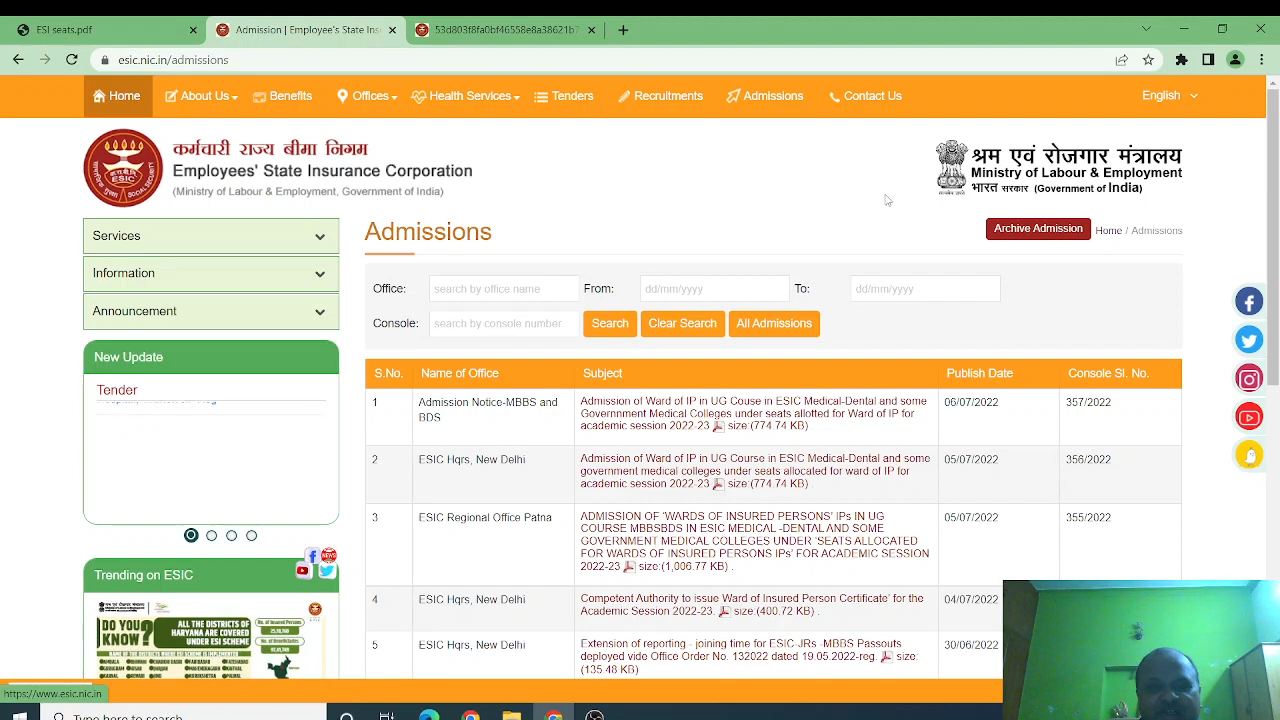 ESI seats.pdf
Admission | Employee's State Ins
53d803f8fa0bf46558e8a38621b7
esic.nic.in/admissions
Home
About Us
Benefits
Offices
Health Services
Tenders
Recruitments
Admissions
Contact Us
English
कर्मचारी राज्य बीमा निगम
Employees' State Insurance Corporation
(Ministry of Labour & Employment, Government of India)
श्रम एवं रोजगार मंत्रालय
Ministry of Labour & Employment
भारत सरकार (Government of India)
Services
Information
Announcement
New Update
Tender
Trending on ESIC
DO YOU KNOW?
ALL THE DISTRICTS OF HARYANA ARE COVERED UNDER ESI SCHEME
Admissions
Archive Admission
Home / Admissions
Office: search by office name From: dd/mm/yyyy To: dd/mm/yyyy
Console: search by console number Search Clear Search All Admissions
S.No. Name of Office Subject Publish Date Console Sl. No.
1 Admission Notice-MBBS and BDS
Admission of Ward of IP in UG Couse in ESIC Medical-Dental and some
Government Medical Colleges under seats allotted for Ward of IP for
academic session 2022-23 size:(774.74 KB)
06/07/2022 357/2022
2 ESIC Hqrs, New Delhi
Admission of Ward of IP in UG Course in ESIC Medical-Dental and some
government medical colleges under seats allocated for ward of IP for
academic session 2022-23 size:(774.74 KB) .
05/07/2022 356/2022
3 ESIC Regional Office Patna
ADMISSION OF 'WARDS OF INSURED PERSONS' IPs IN UG
COURSE MBBSBDS IN ESIC MEDICAL -DENTAL AND SOME
GOVERNMENT MEDICAL COLLEGES UNDER 'SEATS ALLOCATED
FOR WARDS OF INSURED PERSONS IPs' FOR ACADEMIC SESSION
2022-23 size:(1,006.77 KB) .
05/07/2022 355/2022
4 ESIC Hqrs, New Delhi
Competent Authority to issue Ward of Insured Person Certificate' for the
Academic Session 2022-23. size:(400.72 KB) .
04/07/2022
5 ESIC Hqrs, New Delhi
Extension of reporting - joining time for ESIC JRs MBBS Bond
deployed vide Office Order No. 132022 dated 19.5.2022-reg.
size:(135.48 KB)
30/06/2022
https://www.esic.nic.in